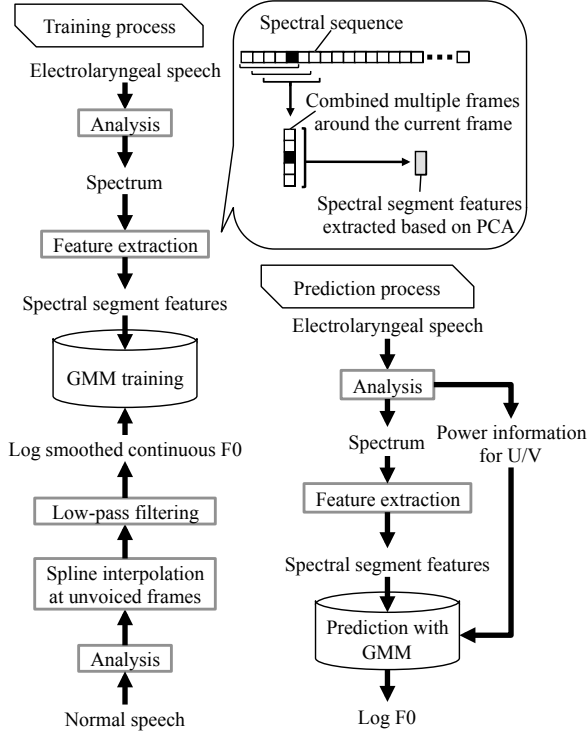 Training process
Electrolaryngeal speech
Analysis
Spectrum
Feature extraction
Spectral segment features
GMM training
Log smoothed continuous F0
Low-pass filtering
Spline interpolation
at unvoiced frames
Analysis
Normal speech
Spectral sequence
Combined multiple frames
around the current frame
Spectral segment features
extracted based on PCA
Prediction process
Electrolaryngeal speech
Analysis
Power information
for U/V
Spectrum
Feature extraction
Spectral segment features
Prediction with
GMM
Log F0